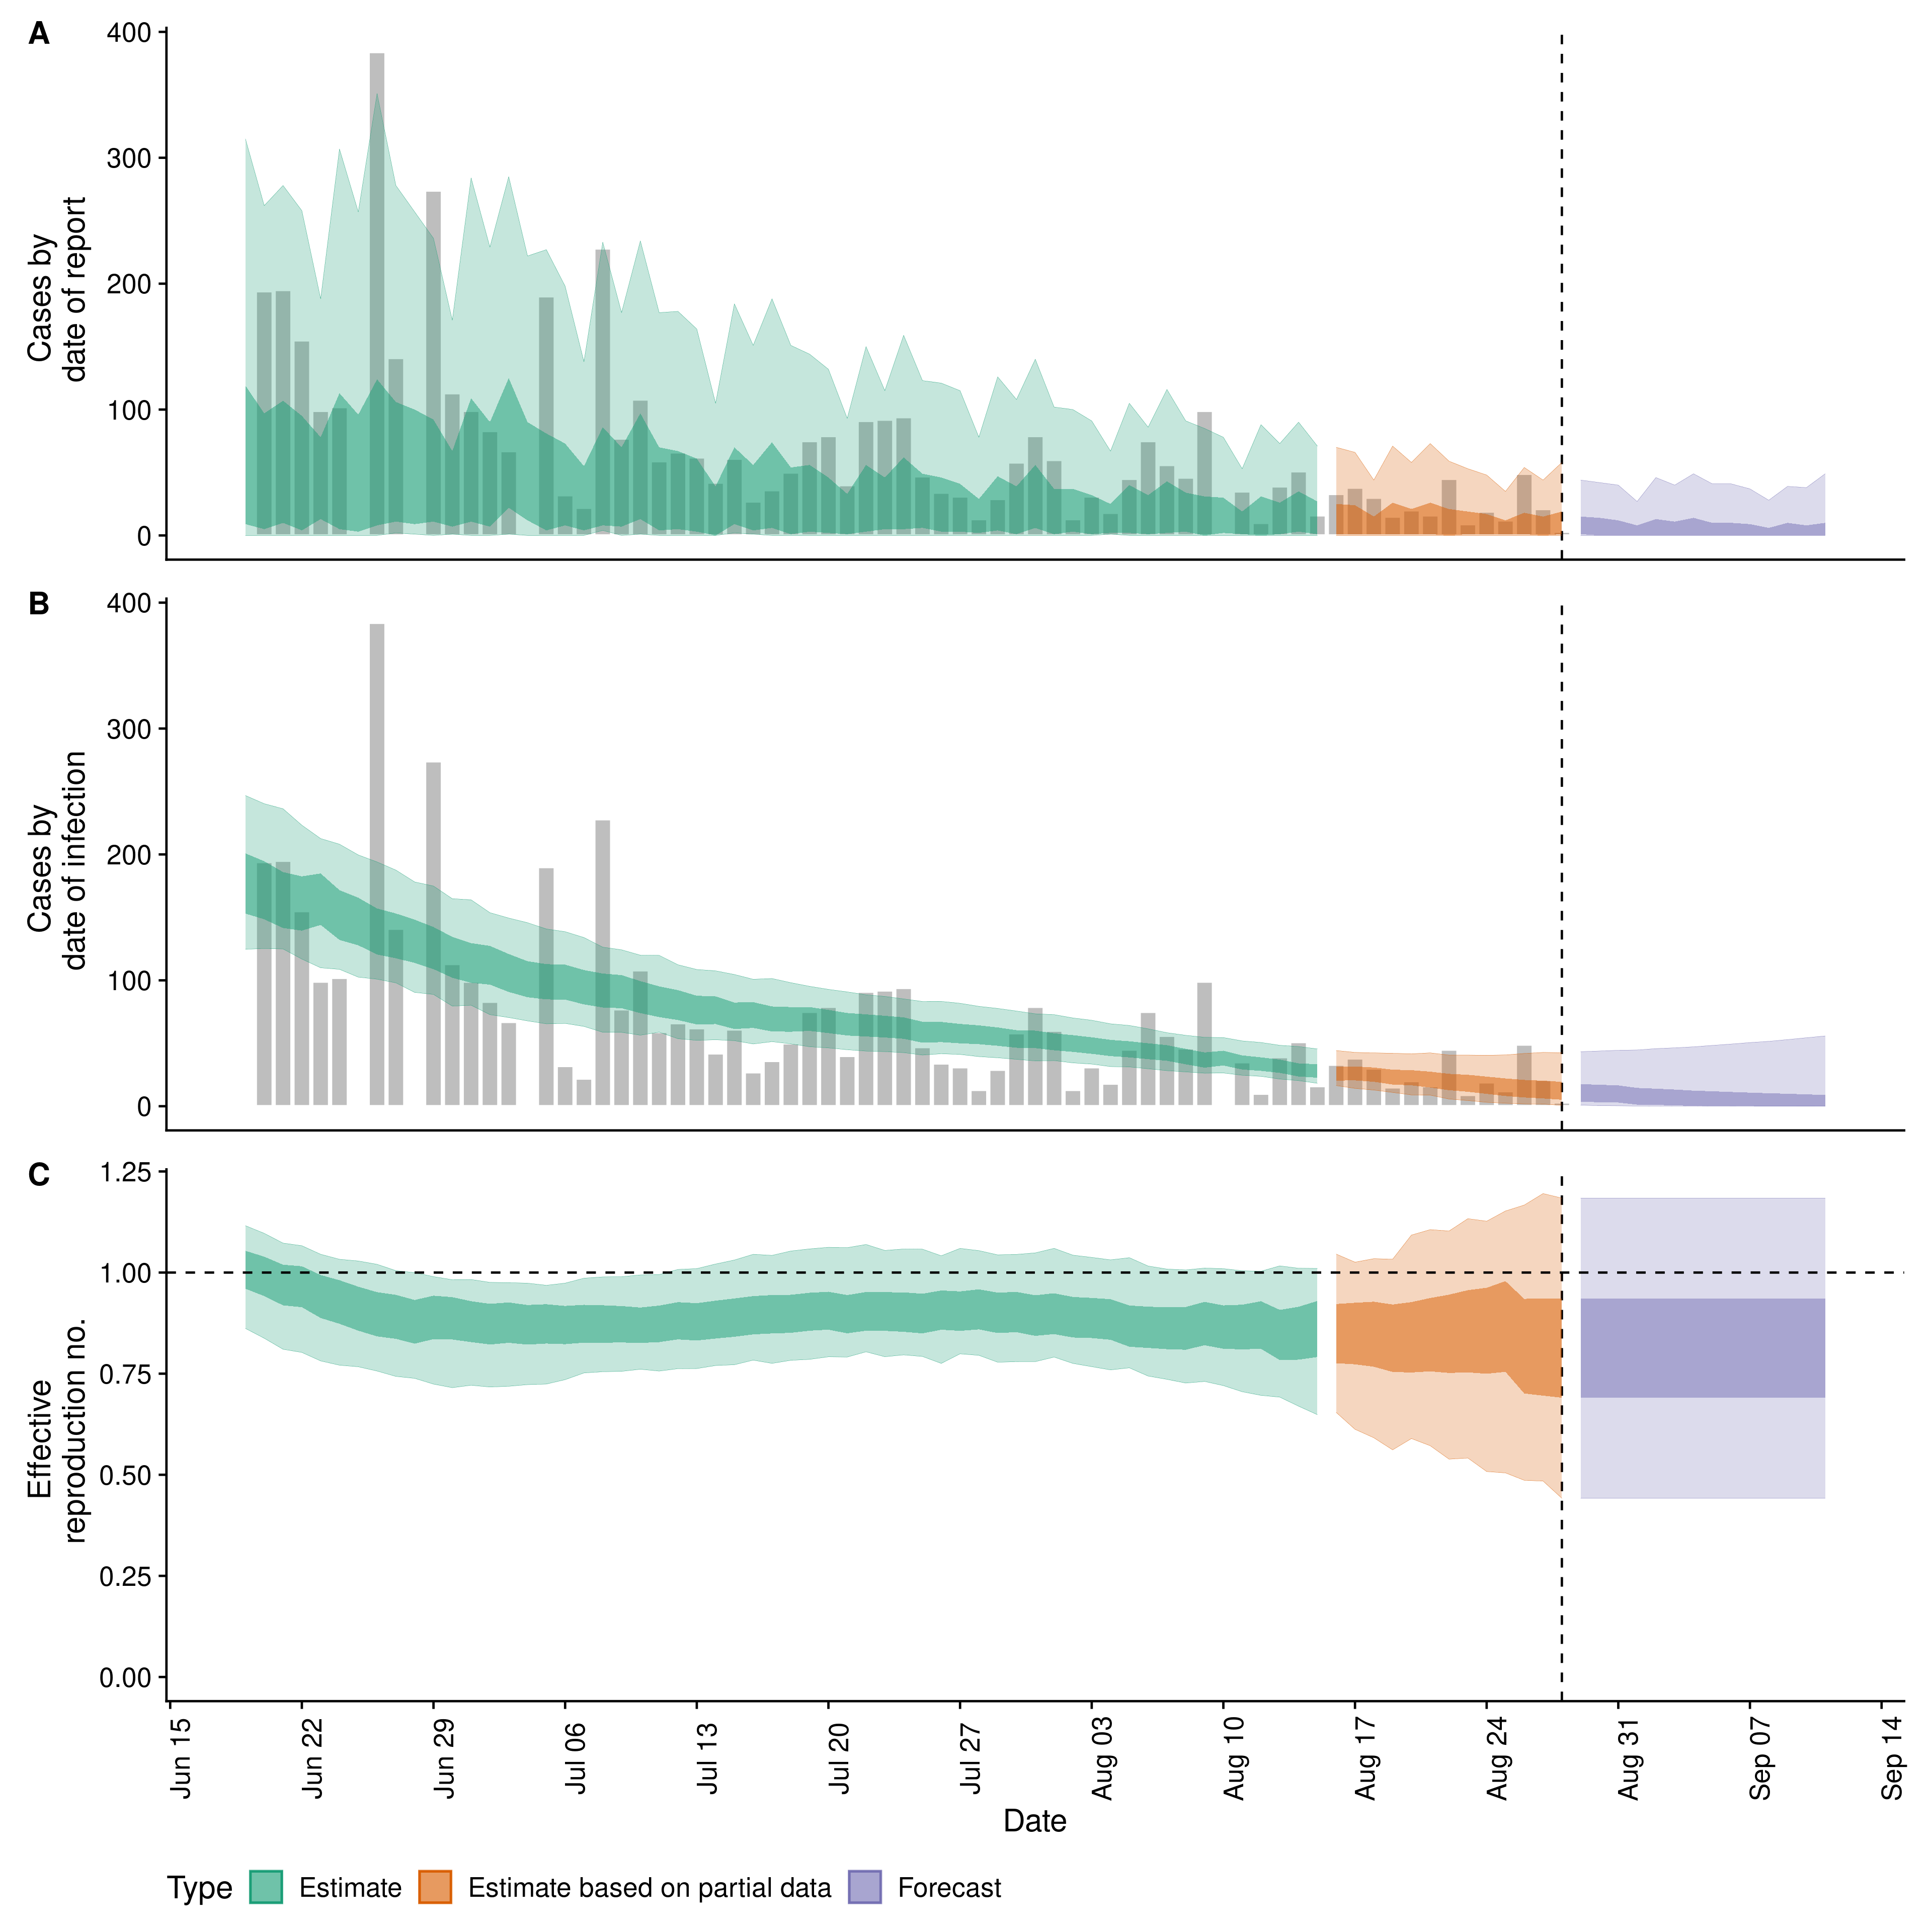 A
Cases by
date of report
400
300
200
100
0
B
Cases by
date of infection
400
300
200
100
0
C
Effective
reproduction no.
1.25
1.00
0.75
0.50
0.25
0.00
Jun 15
Jun 22
Jun 29
Jul 06
Jul 13
Jul 20
Jul 27
Aug 03
Aug 10
Aug 17
Aug 24
Aug 31
Sep 07
Sep 14
Date
Type Estimate Estimate based on partial data Forecast